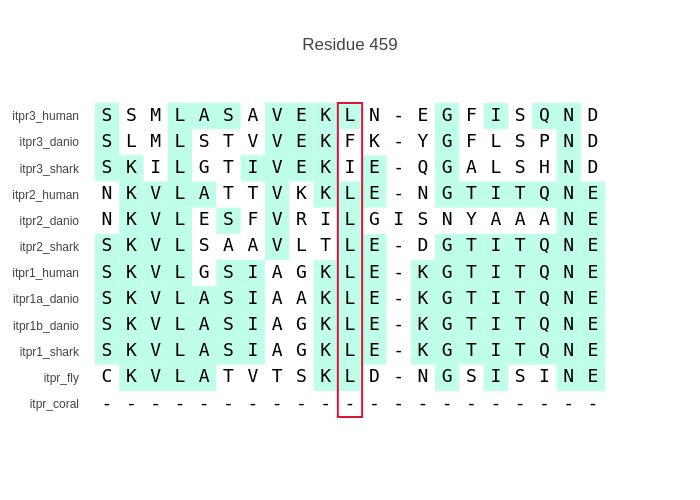 Residue 459
itpr3_human S S M L A S A V E K L N - E G F I S Q N D
itpr3_danio S L M L S T V V E K F K - Y G F L S P N D
itpr3_shark S K I L G T I V E K I E - Q G A L S H N D
itpr2_human N K V L A T T V K K L E - N G T I T Q N E
itpr2_danio N K V L E S F V R I L G I S N Y A A A N E
itpr2_shark S K V L S A A V L T L E - D G T I T Q N E
itpr1_human S K V L G S I A G K L E - K G T I T Q N E
itpr1a_danio S K V L A S I A A K L E - K G T I T Q N E
itpr1b_danio S K V L A S I A G K L E - K G T I T Q N E
itpr1_shark S K V L A S I A G K L E - K G T I T Q N E
itpr_fly C K V L A T V T S K L D - N G S I S I N E
itpr_coral - - - - - - - - - - - - - - - - - - - - -